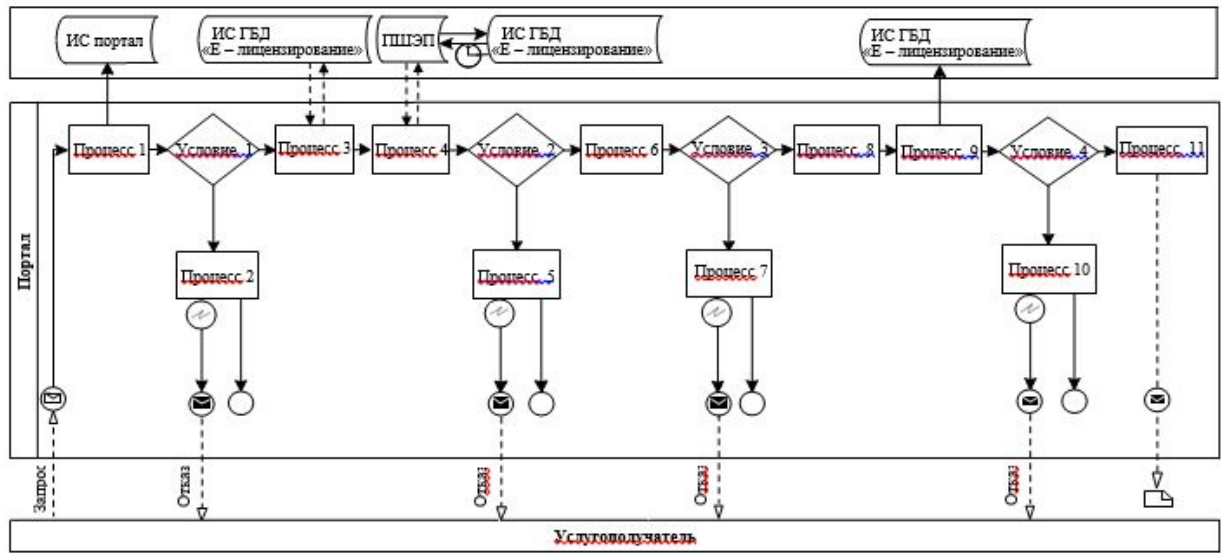 ИС портал
ИС ГБД
«Е – лицензирование»
ПШЭП
ИС ГБД
«Е – лицензирование»
ИС ГБД
«Е – лицензирование»
Портал
Процесс 1
Условие 1
Процесс 3
Процесс 4
Условие 2
Процесс 6
Условие 3
Процесс 8
Процесс 9
Условие 4
Процесс 11
Процесс 2
Процесс 5
Процесс 7
Процесс 10
Запрос
Отказ
Отказ
Отказ
Отказ
Услугополучатель